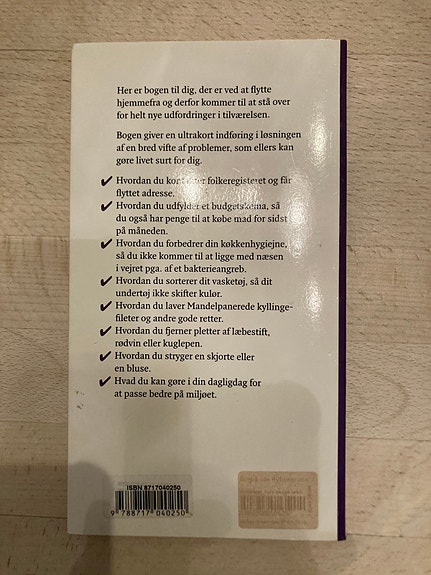 Her er bogen til dig, der er ved at flytte
hjemmefra og derfor kommer til at stå over
for helt nye udfordringer i tilværelsen.
Bogen giver en ultrakort indføring i løsningen
af en bred vifte af problemer, som ellers kan
gøre livet surt for dig.
✔ Hvordan du kontakter folkeregisteret og får
flyttet adresse.
✔ Hvordan du udfylder et budgetskema, så
du også har penge til at købe mad for sidst
på måneden.
✔ Hvordan du forbedrer din køkkenhygiejne,
så du ikke kommer til at ligge med næsen
i vejret pga. af et bakterieangreb.
✔ Hvordan du sorterer dit vasketøj, så dit
undertøj ikke skifter kulør.
✔ Hvordan du laver Mandelpanerede kyllinge-
fileter og andre gode retter.
✔ Hvordan du fjerner pletter af læbestift,
rødvin eller kuglepen.
✔ Hvordan du stryger en skjorte eller
en bluse.
✔ Hvad du kan gøre i din dagligdag for
at passe bedre på miljøet.
ISBN 8717040250
9 788717 040250